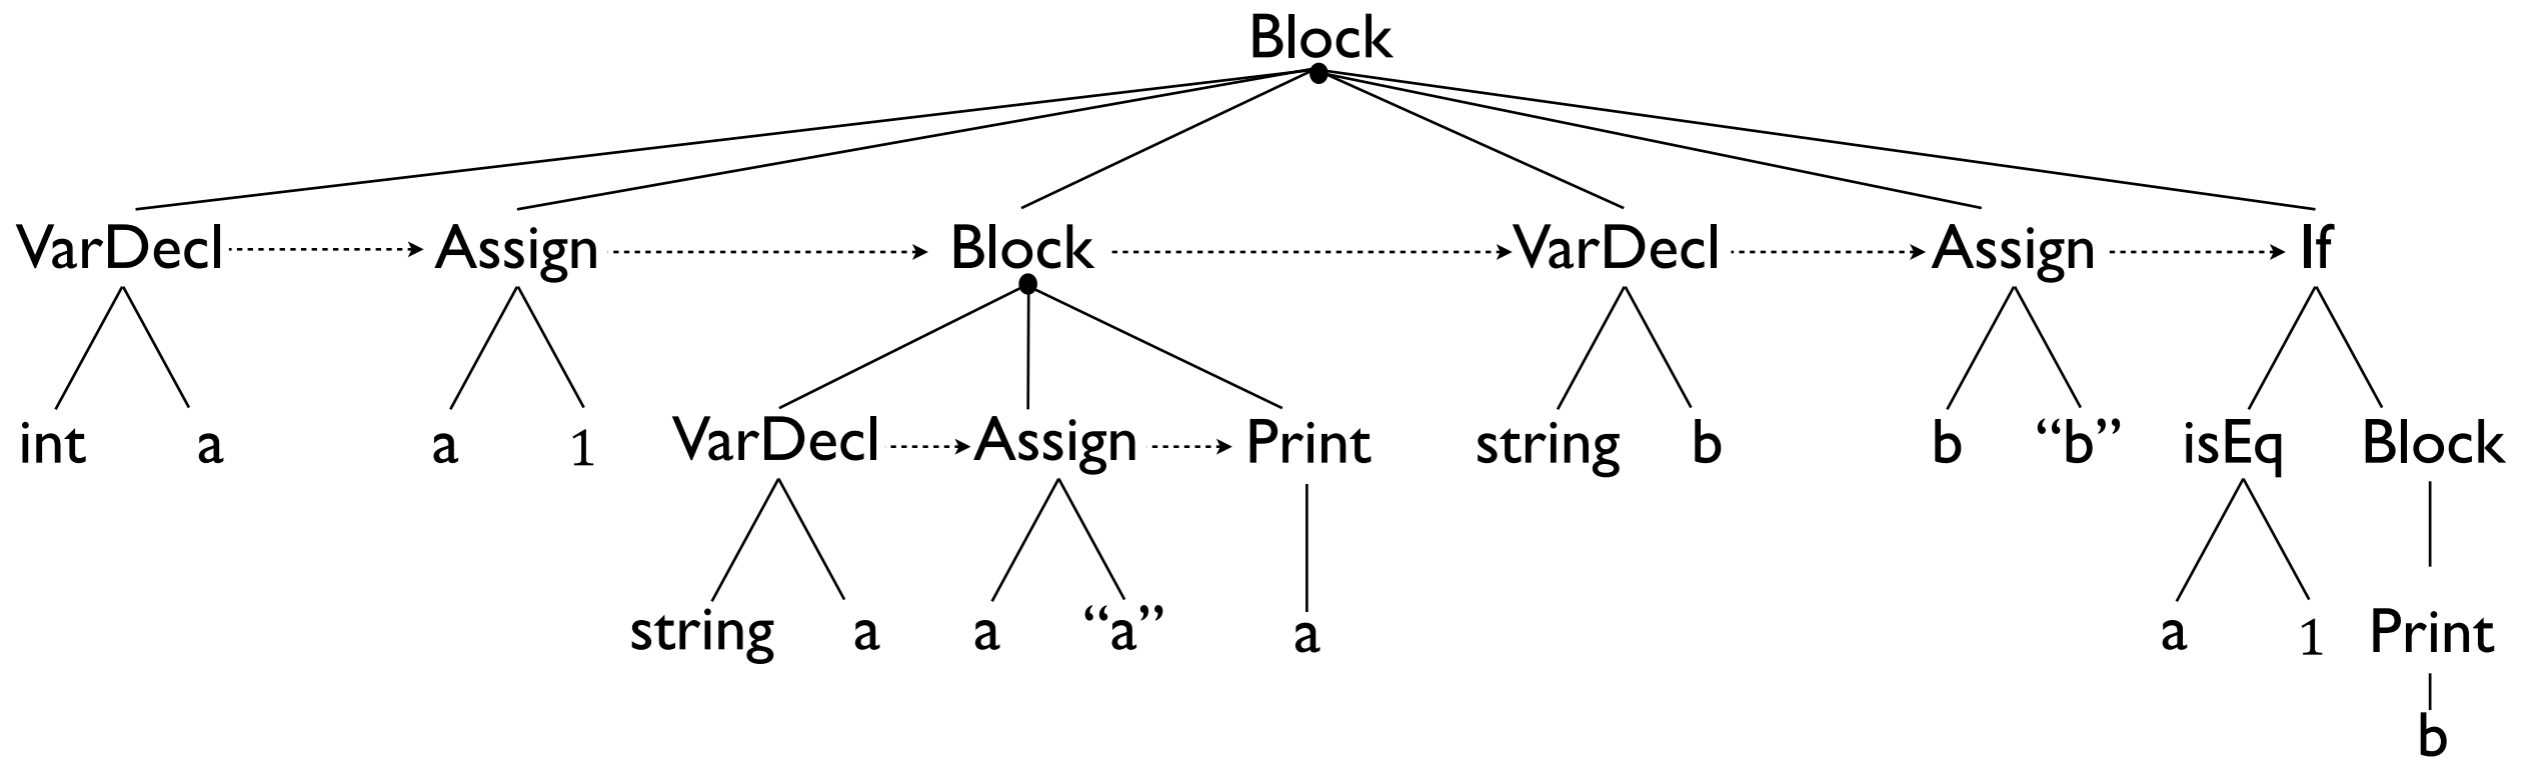 Block
VarDecl Assign Block VarDecl Assign If
int a a 1 VarDecl Assign Print string b b “b” isEq Block
string a a “a” a a 1 Print
b